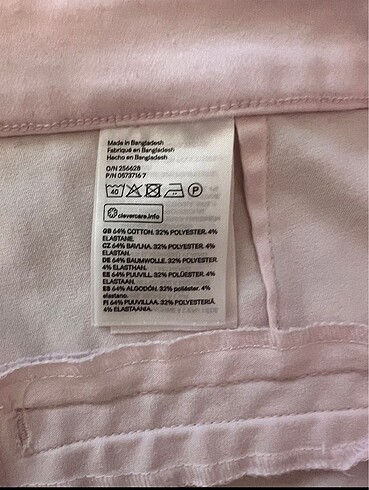 Made in Bangladesh
Fabriqué en Bangladesh
Hecho en Bangladesh
O/N 256628
P/N 0573716 7
40 P
clevercare.info
GB 64% COTTON. 32% POLYESTER. 4%
ELASTANE.
CZ 64% BAVLNA. 32% POLYESTER. 4%
ELASTAN.
DE 64% BAUMWOLLE. 32% POLYESTER.
4% ELASTHAN.
EE 64% PUUVILL. 32% POLÜESTER. 4%
ELASTAAN.
ES 64% ALGODÓN. 32% poliéster. 4%
elastano.
FI 64% PUUVILLAA. 32% POLYESTERIÄ.
4% ELASTAANIA.